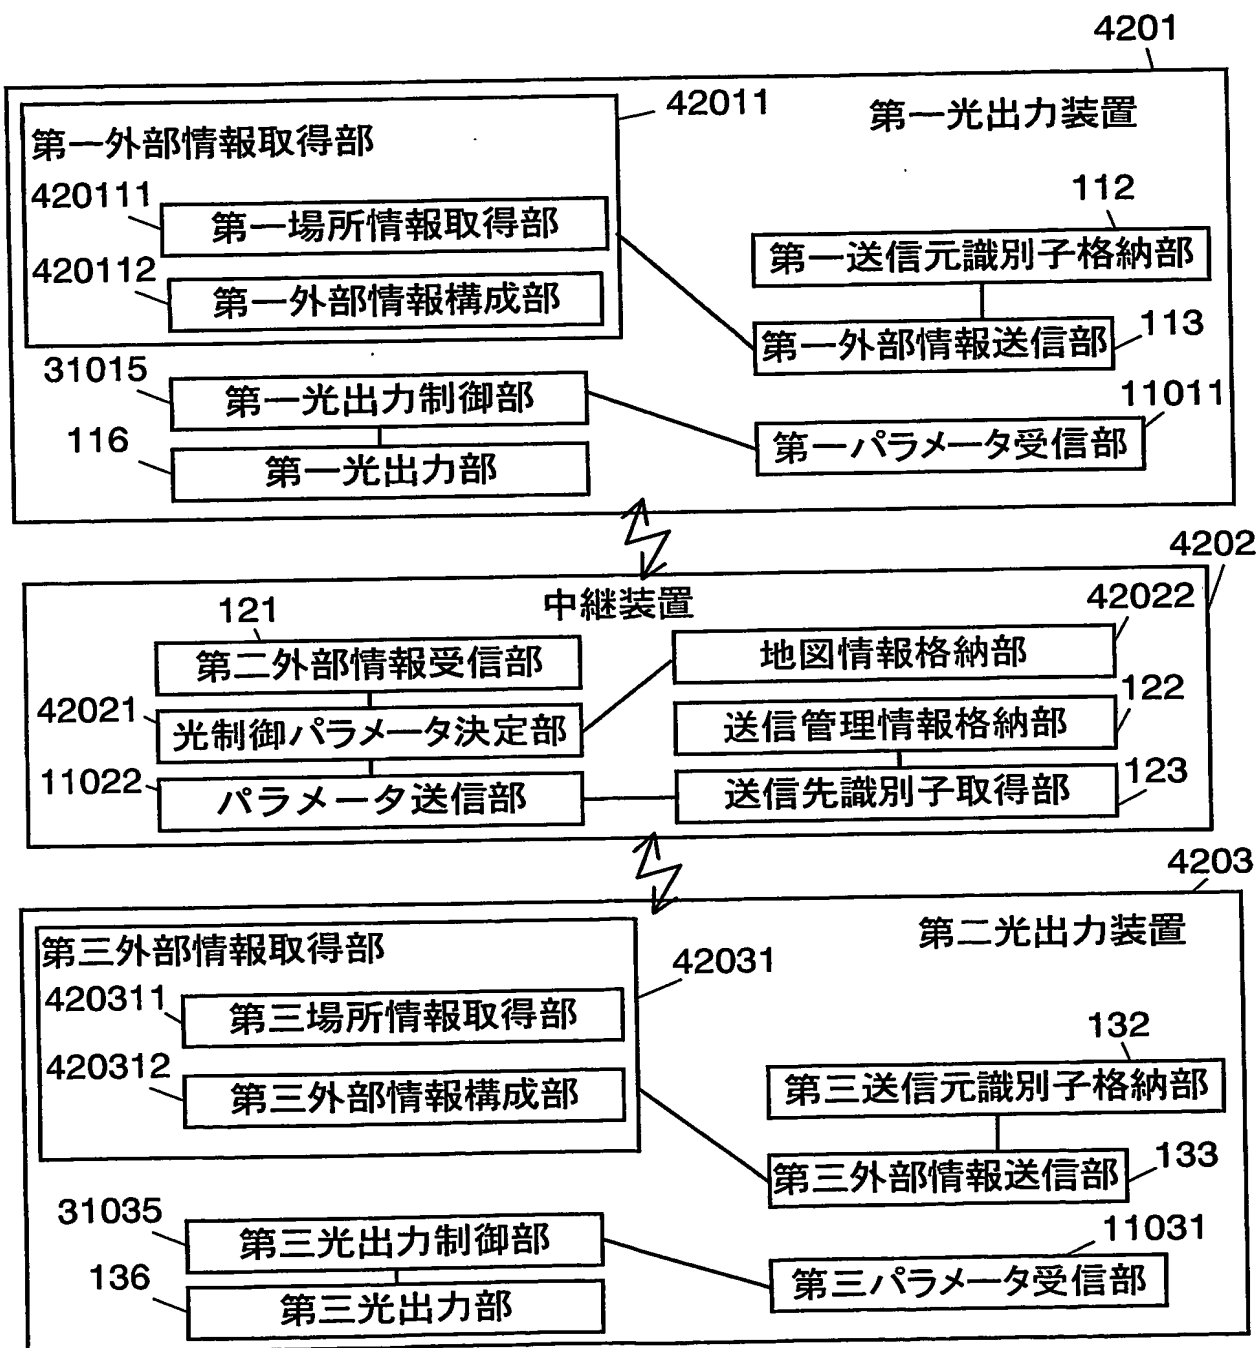 4201
第一光出力装置
42011
第一外部情報取得部
420111
第一場所情報取得部
112
第一送信元識別子格納部
420112
第一外部情報構成部
113
第一外部情報送信部
31015
第一光出力制御部
11011
第一パラメータ受信部
116
第一光出力部
4202
中継装置
121
第二外部情報受信部
42022
地図情報格納部
42021
光制御パラメータ決定部
122
送信管理情報格納部
11022
パラメータ送信部
123
送信先識別子取得部
4203
第二光出力装置
第三外部情報取得部
42031
420311
第三場所情報取得部
132
第三送信元識別子格納部
420312
第三外部情報構成部
133
第三外部情報送信部
31035
第三光出力制御部
11031
第三パラメータ受信部
136
第三光出力部